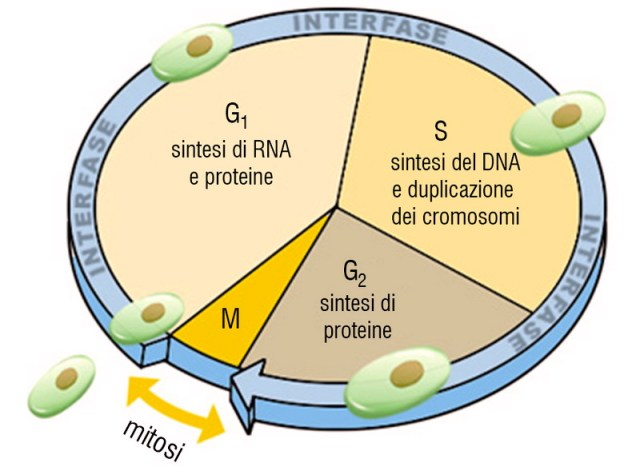 INTERFASE
G₁
sintesi di RNA
e proteine
S
sintesi del DNA
e duplicazione
dei cromosomi
INTERFASE
INTERFASE
G₂
sintesi di
proteine
M
mitosi